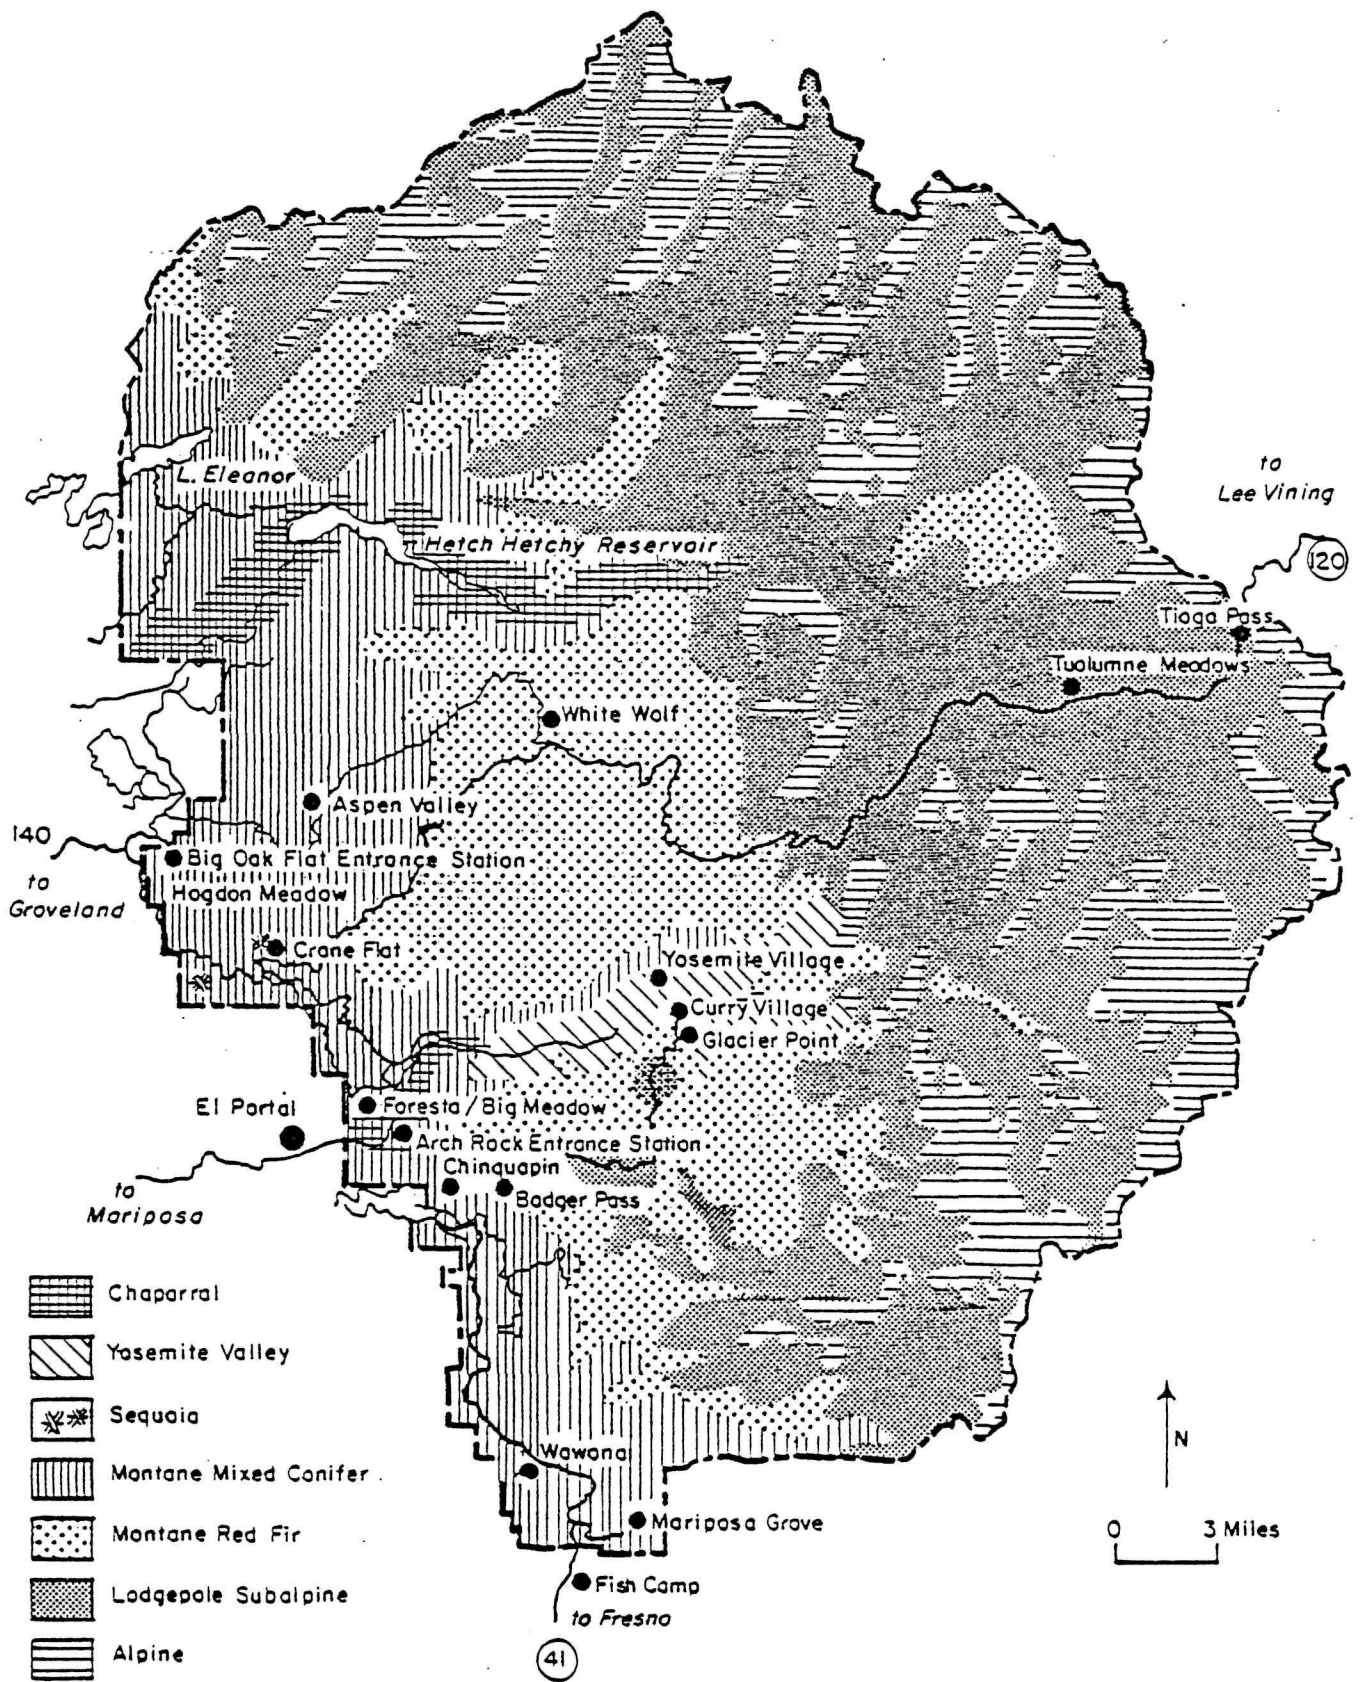 L. Eleanor
to
Lee Vining
Hetch Hetchy Reservoir
120
Tioga Pass
Tuolumne Meadows
White Wolf
Aspen Valley
140
Big Oak Flat Entrance Station
to
Groveland
Hogdon Meadow
Crane Flat
Yosemite Village
Curry Village
Glacier Point
El Portal
Foresta / Big Meadow
Arch Rock Entrance Station
Chinquapin
to
Mariposa
Badger Pass
Chaparral
Yosemite Valley
Sequoia
N
Wawona
Montane Mixed Conifer
Mariposa Grove
0 3 Miles
Montane Red Fir
Fish Camp
Lodgepole Subalpine
to Fresno
Alpine
41